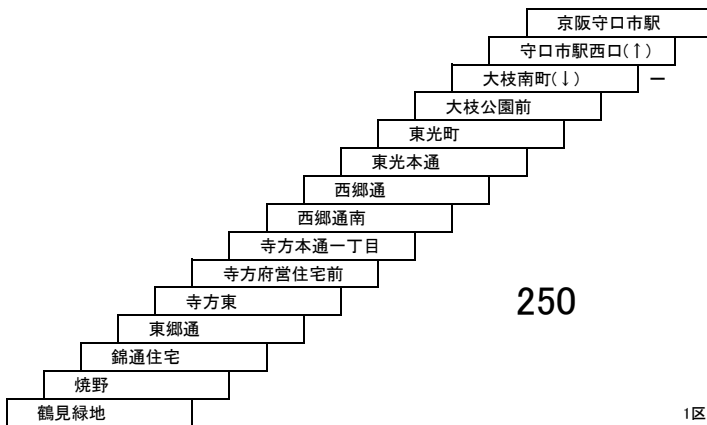 京阪守口市駅
守口市駅西口(↑)
大枝南町(↓) ー
大枝公園前
東光町
東光本通
西郷通
西郷通南
寺方本通一丁目
寺方府営住宅前
寺方東
250
東郷通
錦通住宅
焼野
鶴見緑地
1区